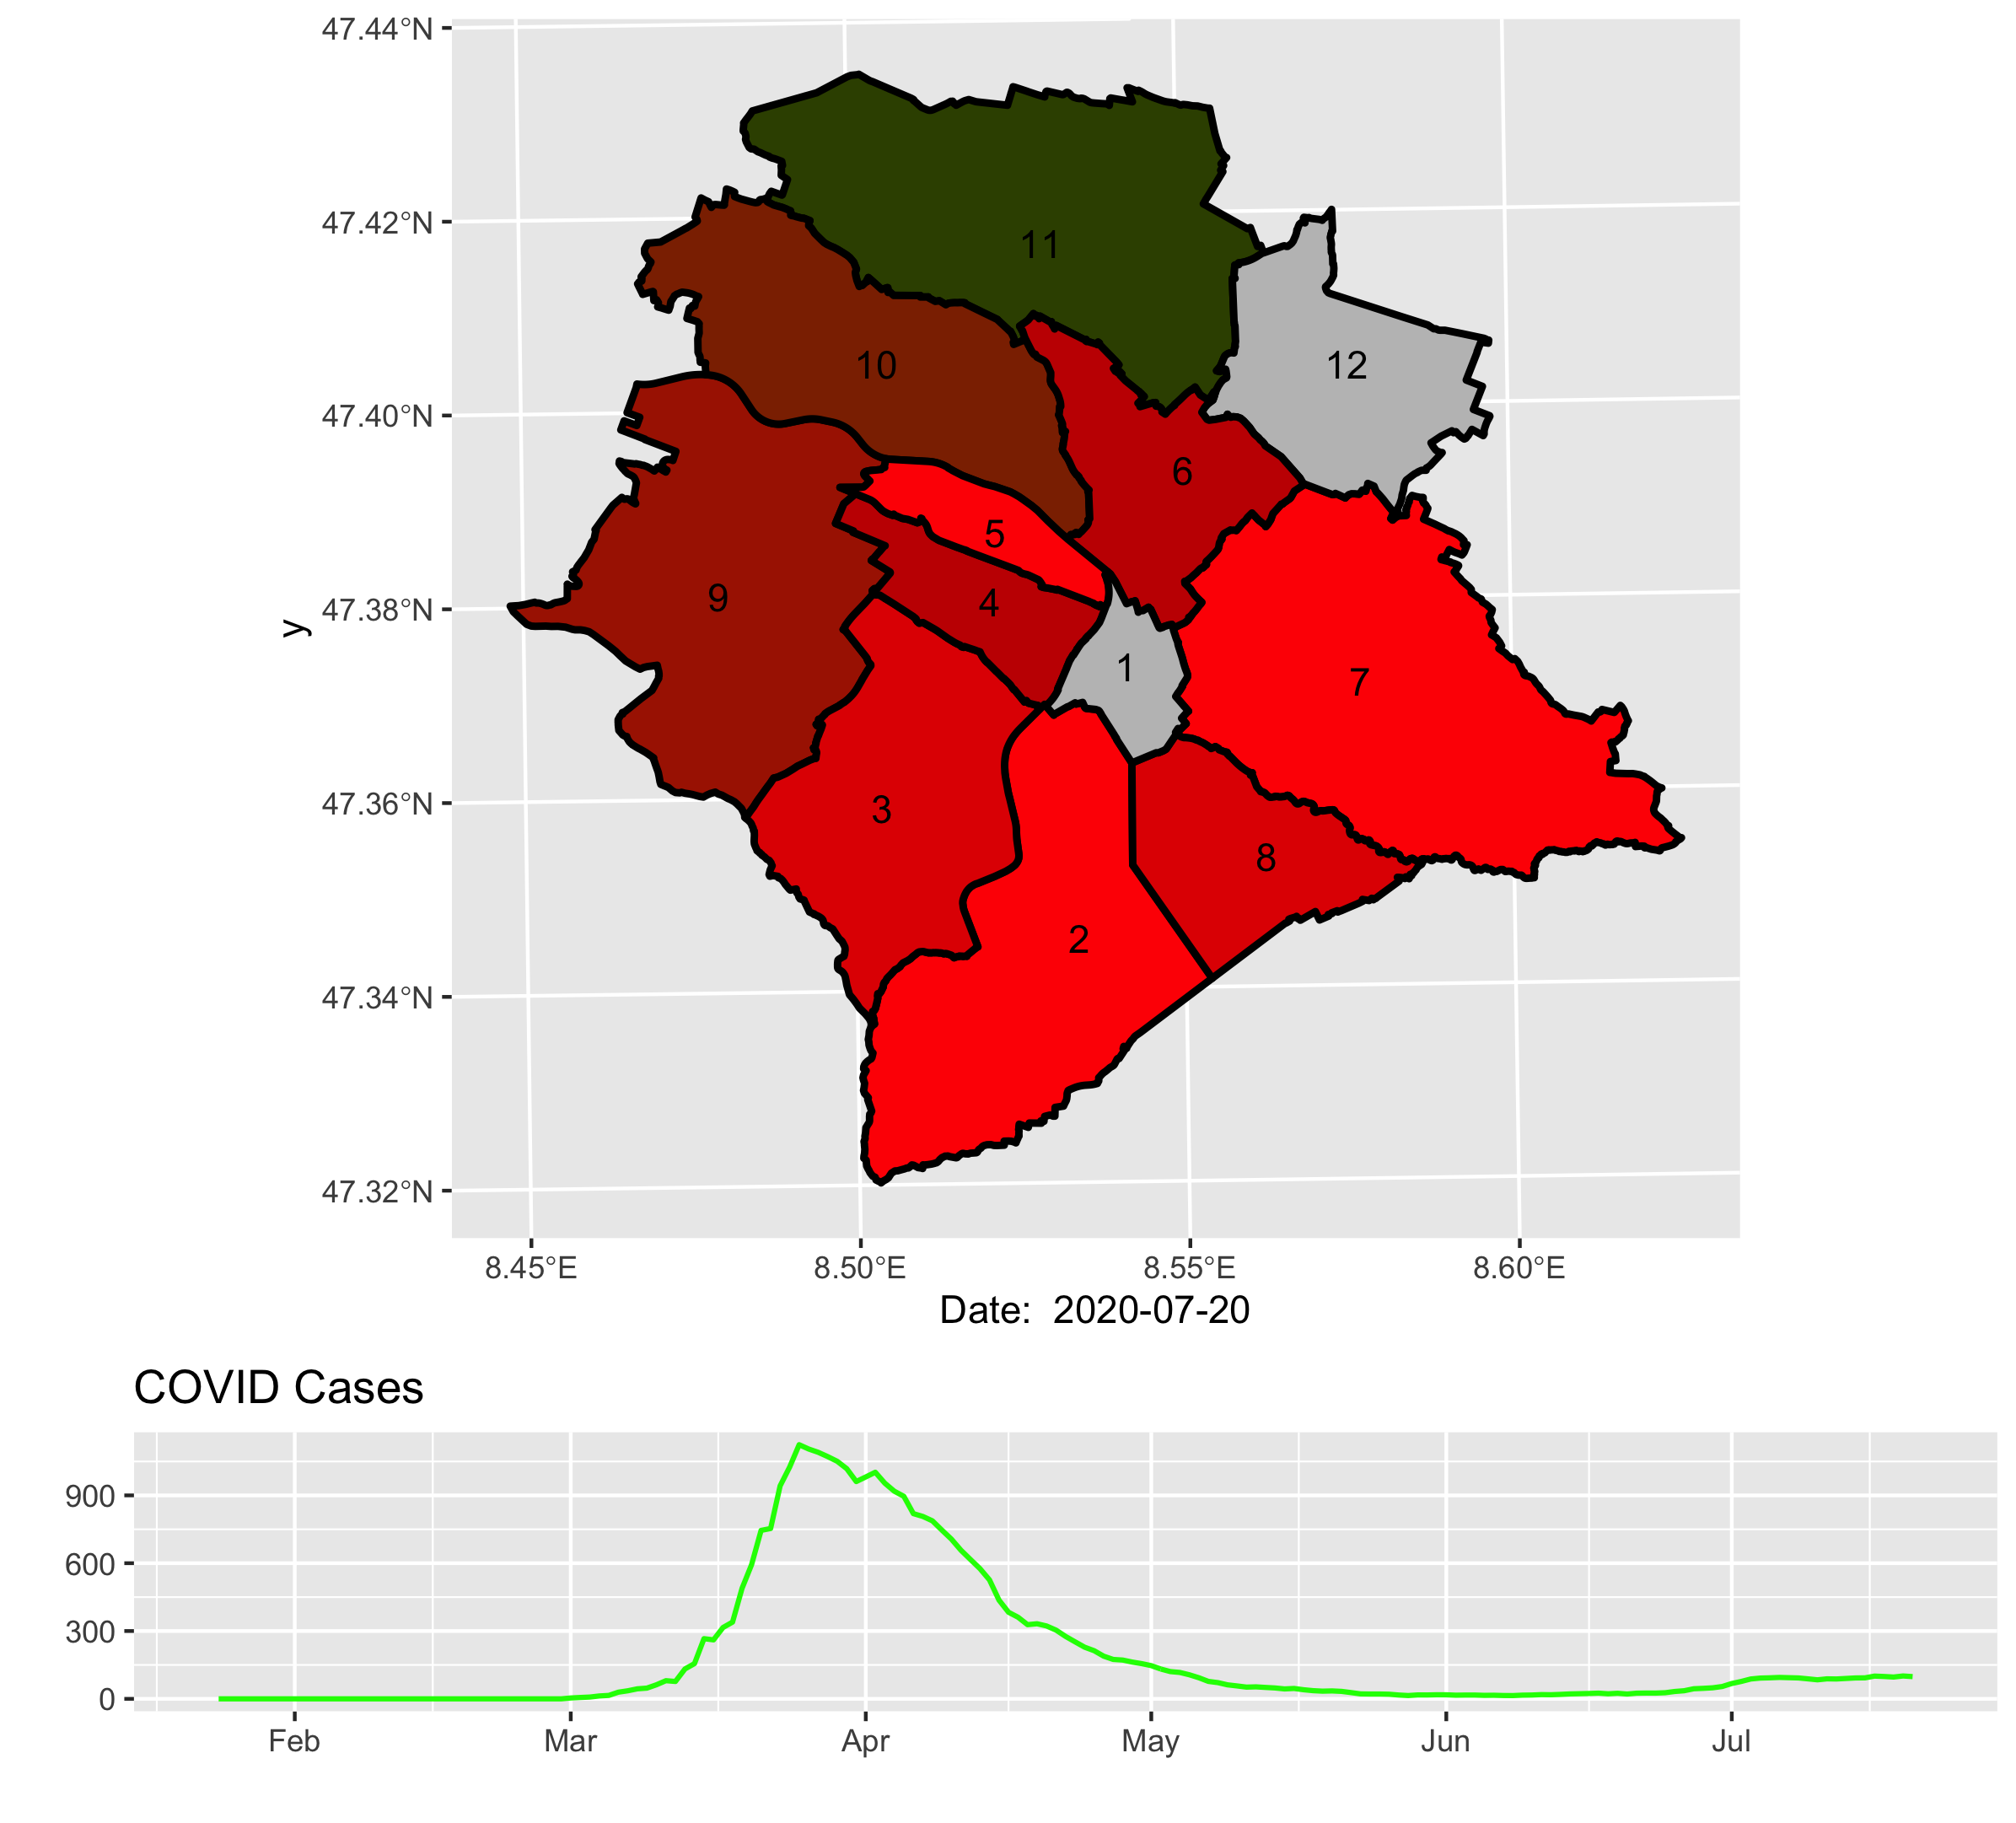 47.44°N
47.42°N
47.40°N
47.38°N
47.36°N
47.34°N
47.32°N
y
11
10
12
6
5
9
4
1
7
3
8
2
8.45°E 8.50°E 8.55°E 8.60°E
Date: 2020-07-20
COVID Cases
900
600
300
0
Feb Mar Apr May Jun Jul